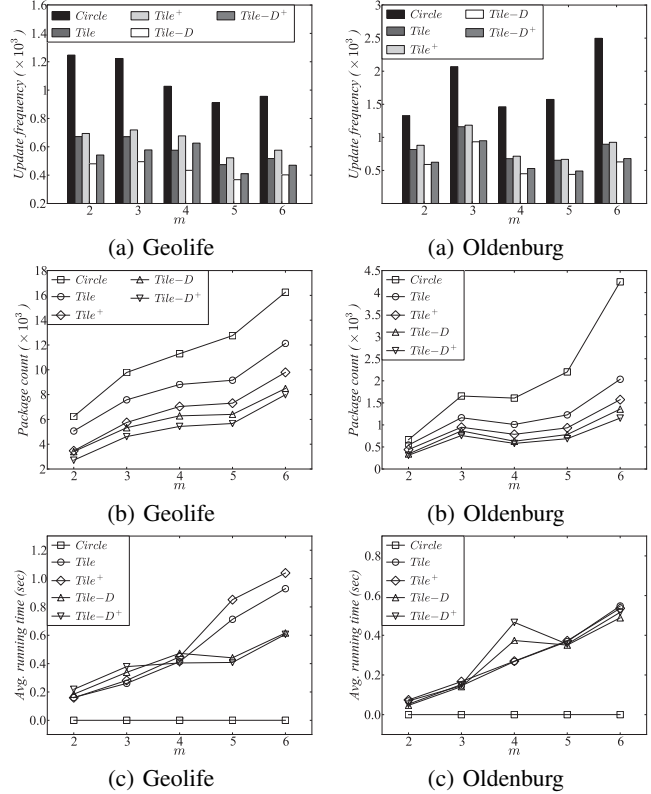 Update frequency ( × 10³ )
1.6
1.4
1.2
1.0
0.8
0.6
0.4
0.2
Circle
Tile
Tile⁺
Tile−D
Tile−D⁺
2 3 4 5 6
m
(a) Geolife
Update frequency ( × 10³ )
3
2.5
2
1.5
1
0.5
Circle
Tile
Tile⁺
Tile−D
Tile−D⁺
2 3 4 5 6
m
(a) Oldenburg
Package count ( × 10³ )
18
16
14
12
10
8
6
4
2
Circle
Tile
Tile⁺
Tile−D
Tile−D⁺
2 3 4 5 6
m
(b) Geolife
Package count ( × 10³ )
4.5
4
3.5
3
2.5
2
1.5
1
0.5
0
Circle
Tile
Tile⁺
Tile−D
Tile−D⁺
2 3 4 5 6
m
(b) Oldenburg
Avg. running time (sec)
1.2
1.0
0.8
0.6
0.4
0.2
0.0
Circle
Tile
Tile⁺
Tile−D
Tile−D⁺
2 3 4 5 6
m
(c) Geolife
Avg. running time (sec)
0.8
0.6
0.4
0.2
0.0
Circle
Tile
Tile⁺
Tile−D
Tile−D⁺
2 3 4 5 6
m
(c) Oldenburg